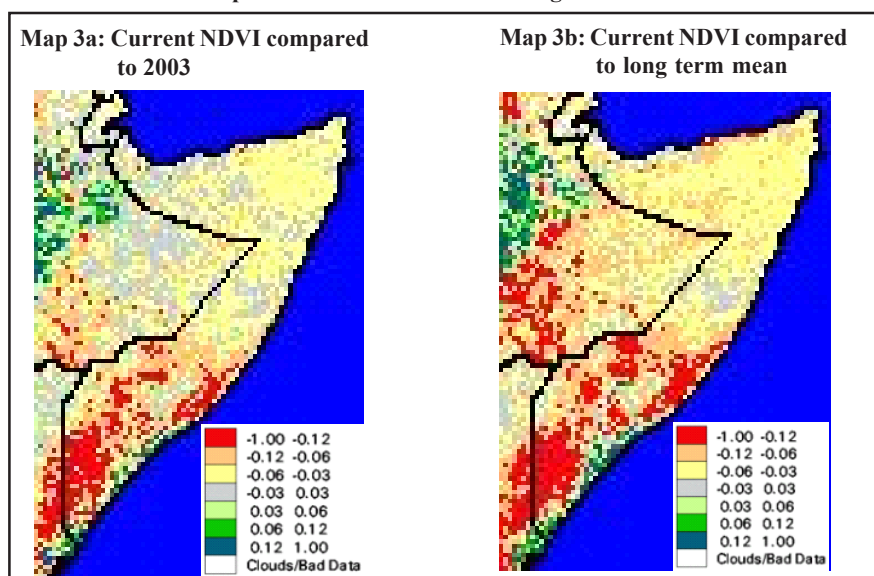 Map 3a: Current NDVI compared
to 2003
Map 3b: Current NDVI compared
to long term mean
-1.00 -0.12
-0.12 -0.06
-0.06 -0.03
-0.03 0.03
0.03 0.06
0.06 0.12
0.12 1.00
Clouds/Bad Data
-1.00 -0.12
-0.12 -0.06
-0.06 -0.03
-0.03 0.03
0.03 0.06
0.06 0.12
0.12 1.00
Clouds/Bad Data